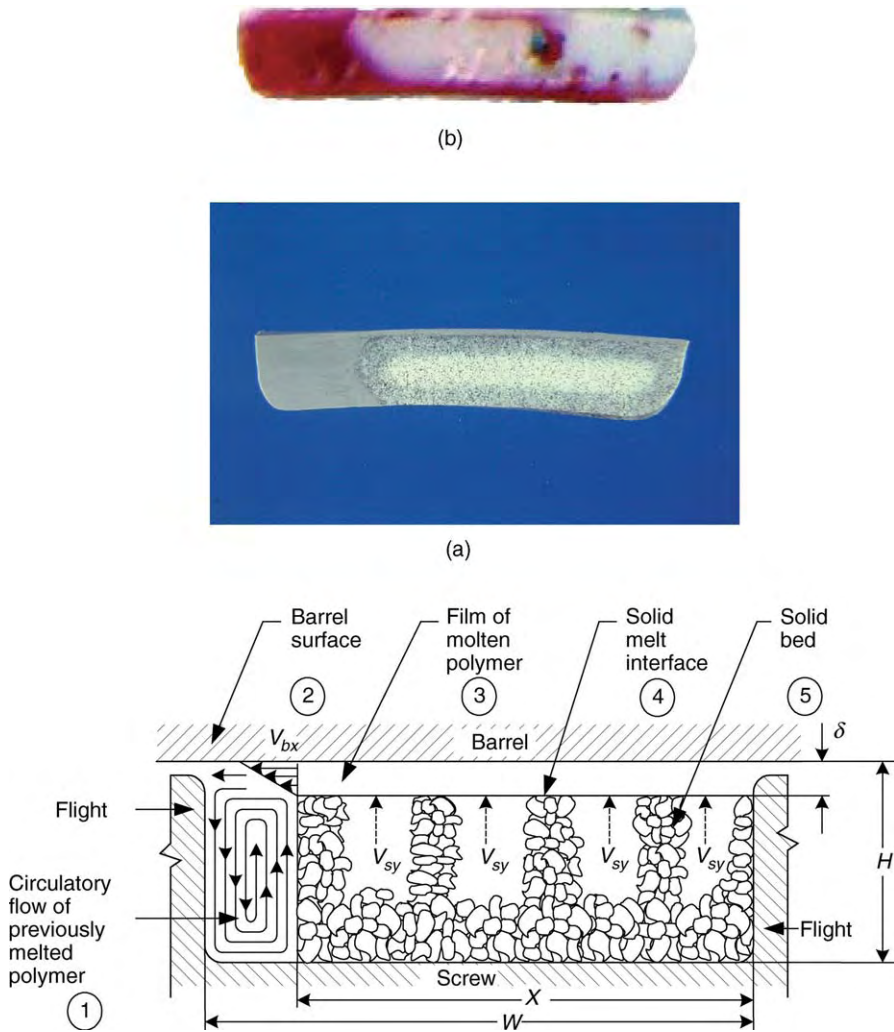 (b)
(a)
Barrel surface
Film of molten polymer
Solid melt interface
Solid bed
2
3
4
5
δ
V_bx
Barrel
Flight
V_sy
V_sy
V_sy
V_sy
H
Circulatory flow of previously melted polymer
Flight
1
Screw
X
W